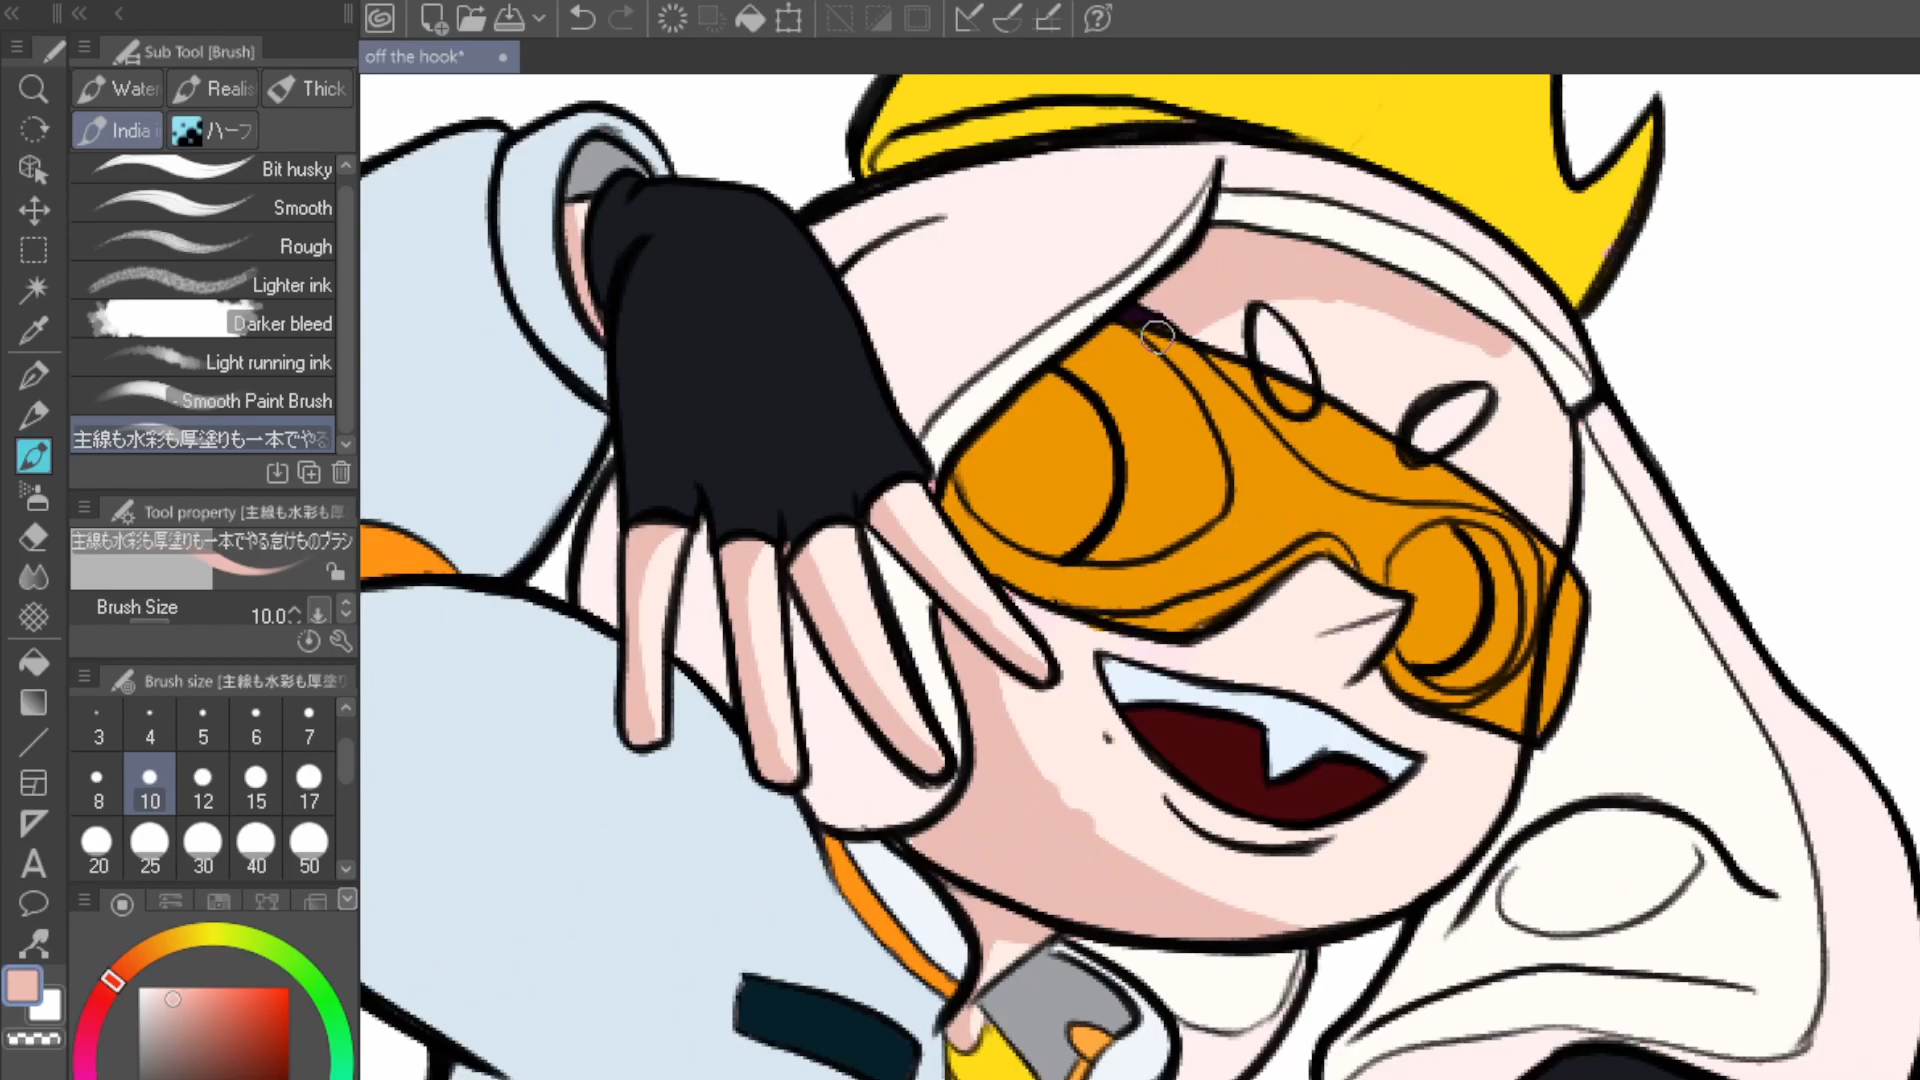 Sub Tool [Brush]
off the hook*
Water
Realis
Thick
India i
ハーフ
Bit husky
Smooth
Rough
Lighter ink
Darker bleed
Light running ink
Smooth Paint Brush
主線も水彩も厚塗りも一本でやる
Tool property [主線も水彩も厚
主線も水彩も厚塗りも一本でやる怠けものブラシ
Brush Size 10.0
Brush size [主線も水彩も厚塗り
3 4 5 6 7
8 10 12 15 17
20 25 30 40 50